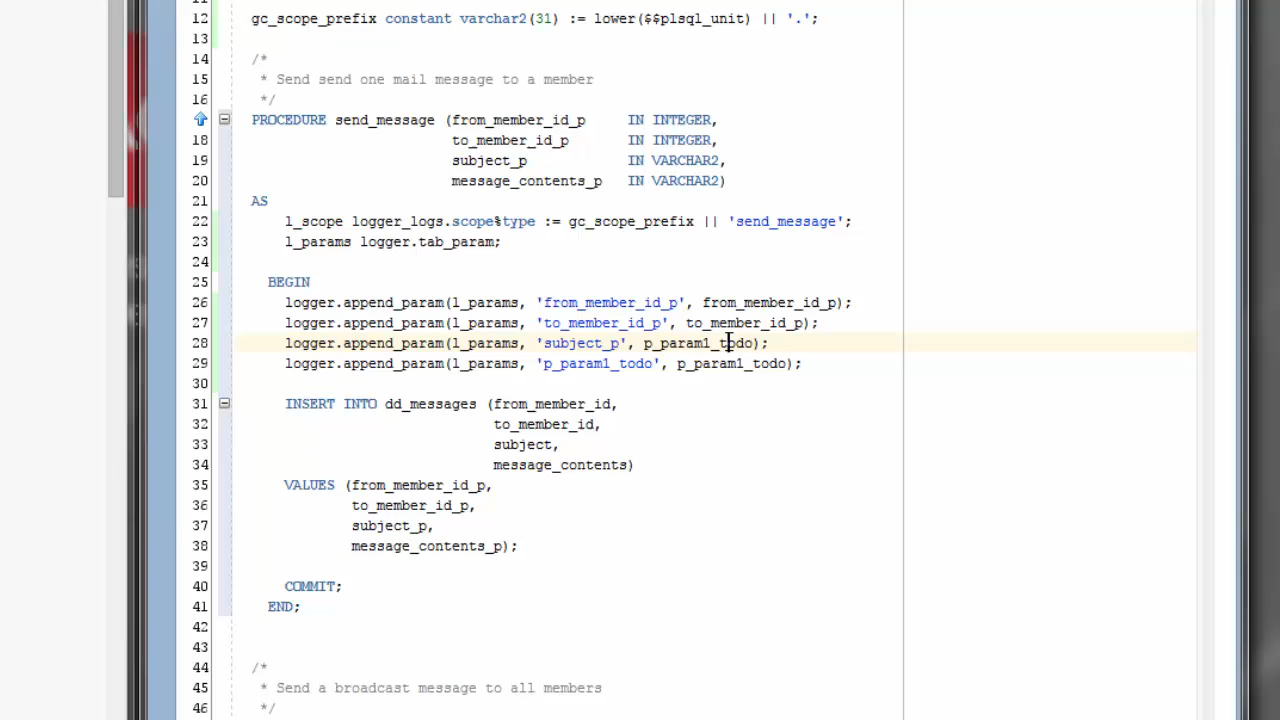 12 gc_scope_prefix constant varchar2(31) := lower($$plsql_unit) || '.';
13
14 /*
15 * Send send one mail message to a member
16 */
PROCEDURE send_message (from_member_id_p IN INTEGER,
18 to_member_id_p IN INTEGER,
19 subject_p IN VARCHAR2,
20 message_contents_p IN VARCHAR2)
21 AS
22 l_scope logger_logs.scope%type := gc_scope_prefix || 'send_message';
23 l_params logger.tab_param;
24
25 BEGIN
26 logger.append_param(l_params, 'from_member_id_p', from_member_id_p);
27 logger.append_param(l_params, 'to_member_id_p', to_member_id_p);
28 logger.append_param(l_params, 'subject_p', p_param1_todo);
29 logger.append_param(l_params, 'p_param1_todo', p_param1_todo);
30
31 INSERT INTO dd_messages (from_member_id,
32 to_member_id,
33 subject,
34 message_contents)
35 VALUES (from_member_id_p,
36 to_member_id_p,
37 subject_p,
38 message_contents_p);
39
40 COMMIT;
41 END;
42
43
44 /*
45 * Send a broadcast message to all members
46 */